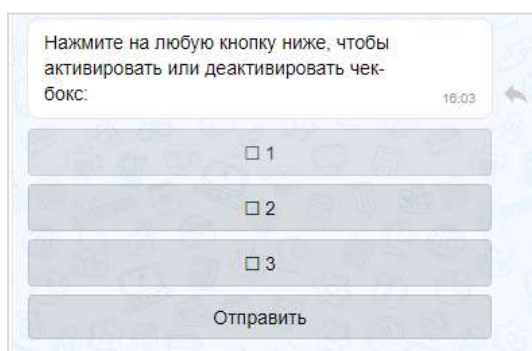 Нажмите на любую кнопку ниже, чтобы
активировать или деактивировать чек-
бокс:
16:03
☐ 1
☐ 2
☐ 3
Отправить